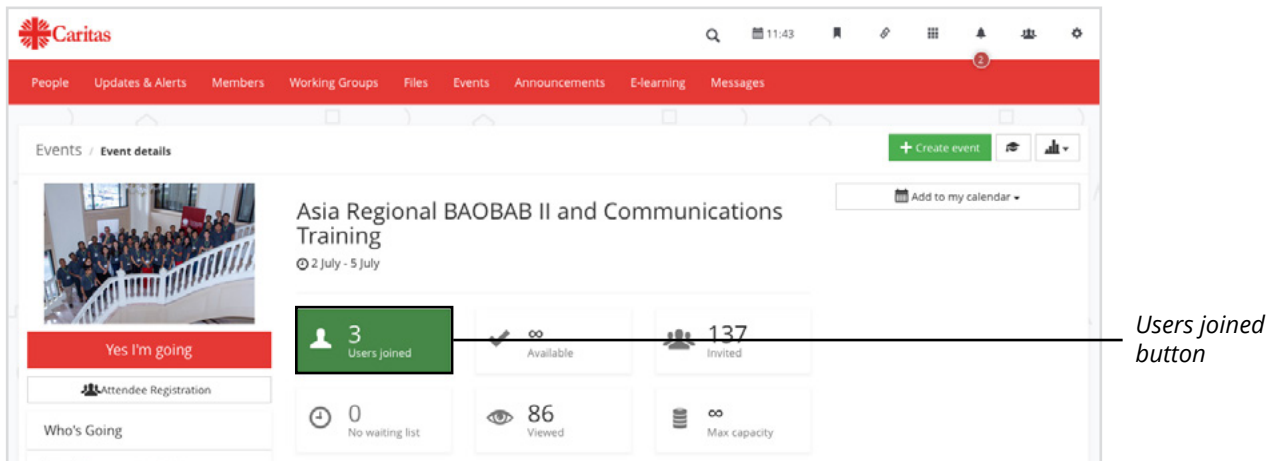 Caritas
11:43
2
People Updates & Alerts Members Working Groups Files Events Announcements E-learning Messages
Events / Event details
+ Create event
Add to my calendar
Asia Regional BAOBAB II and Communications
Training
2 July - 5 July
Yes I'm going
Attendee Registration
Who's Going
3
Users joined
∞
Available
137
Invited
0
No waiting list
86
Viewed
∞
Max capacity
Users joined
button